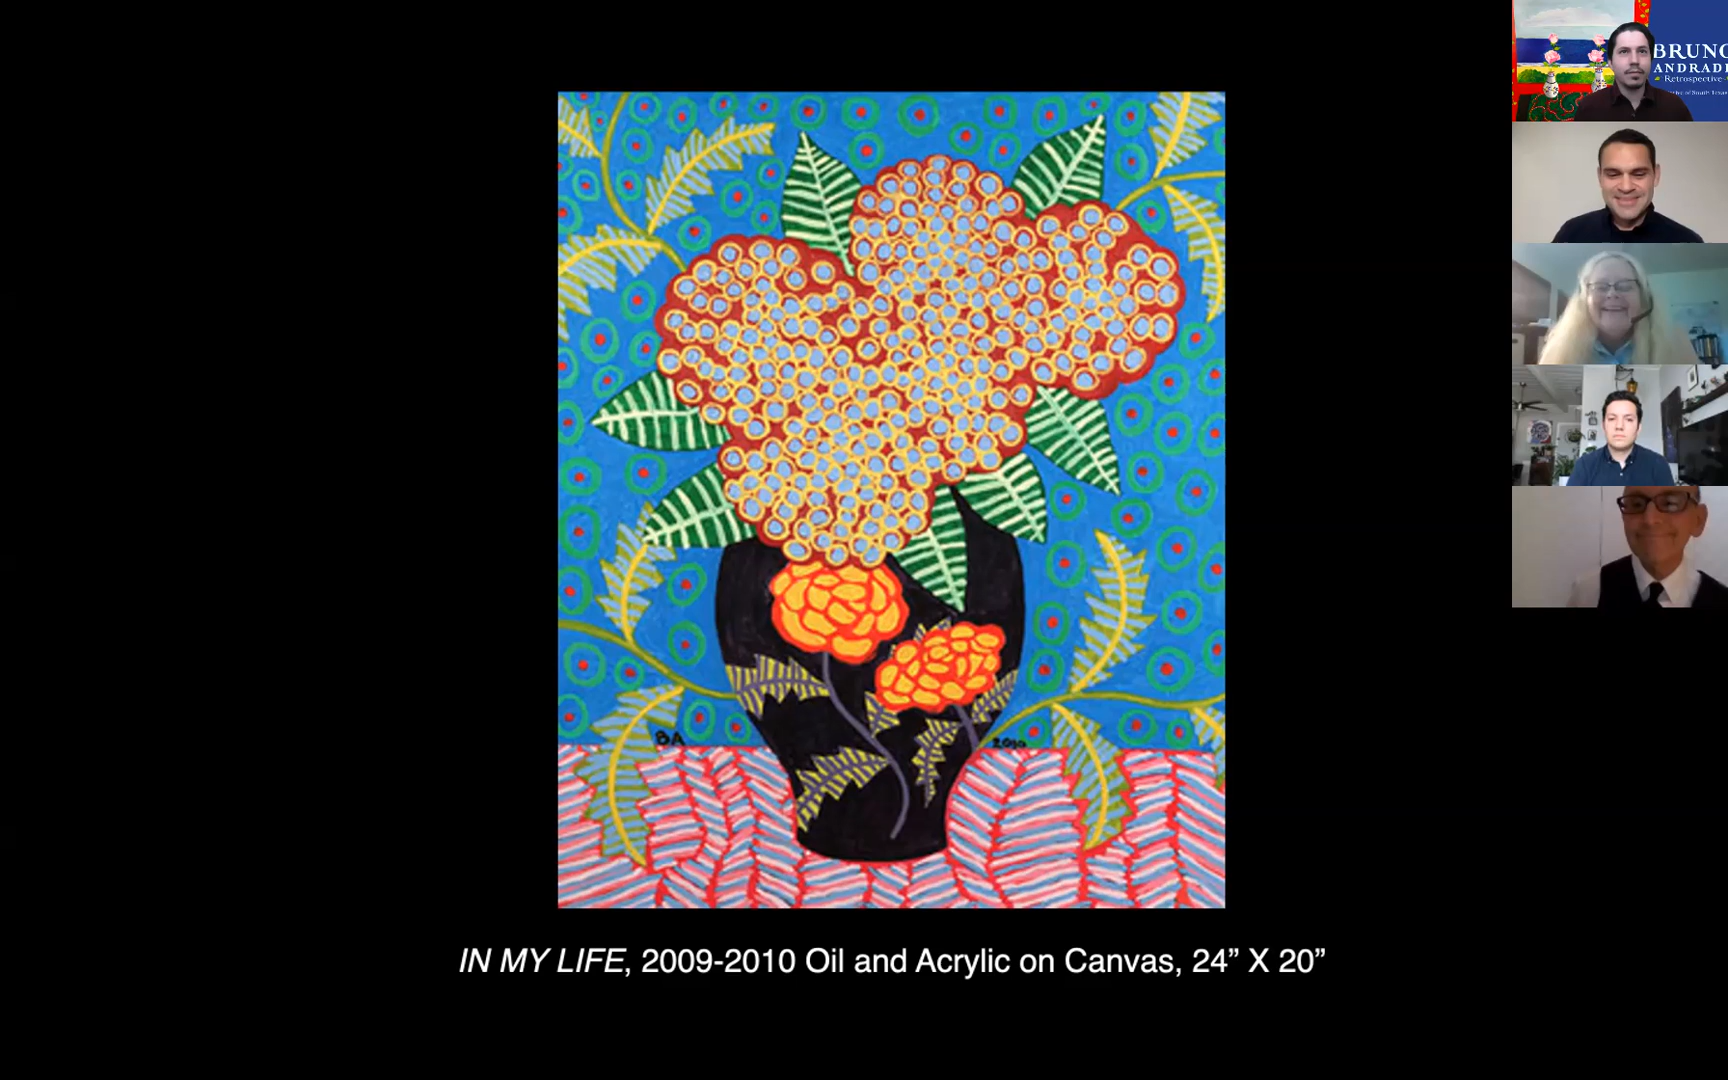 BRUNO
ANDRADE
Retrospective
BA
2010
IN MY LIFE, 2009-2010 Oil and Acrylic on Canvas, 24” X 20”